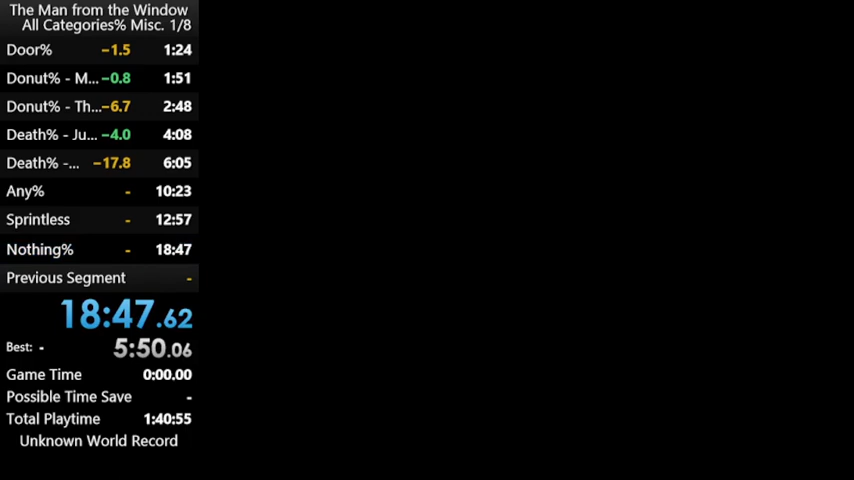 The Man from the Window
All Categories% Misc. 1/8
Door% −1.5 1:24
Donut% - M... −0.8 1:51
Donut% - Th... −6.7 2:48
Death% - Ju... −4.0 4:08
Death% -... −17.8 6:05
Any% - 10:23
Sprintless - 12:57
Nothing% - 18:47
Previous Segment -
18:47.62
Best: - 5:50.06
Game Time 0:00.00
Possible Time Save -
Total Playtime 1:40:55
Unknown World Record